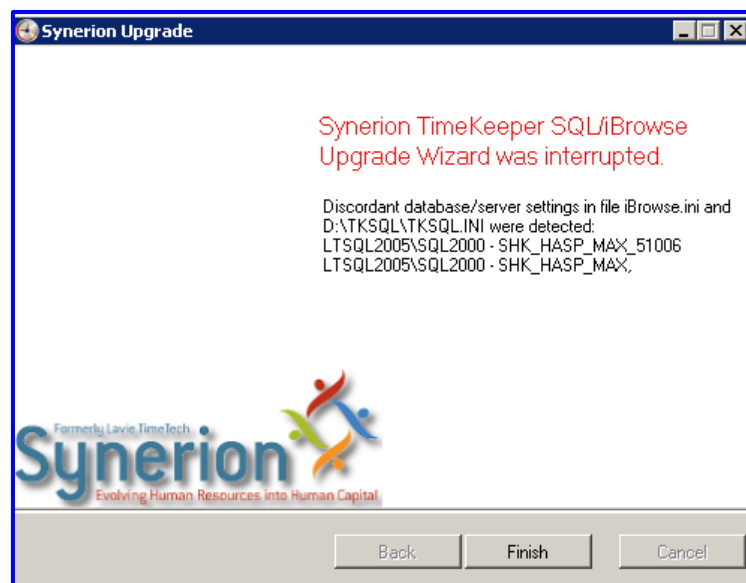 Synerion Upgrade
Synerion TimeKeeper SQL/iBrowse
Upgrade Wizard was interrupted.
Discordant database/server settings in file iBrowse.ini and
D:\TKSQL\TKSQL.INI were detected:
LTSQL2005\SQL2000 - SHK_HASP_MAX_51006
LTSQL2005\SQL2000 - SHK_HASP_MAX,
Formerly Lavie TimeTech
Synerion
Evolving Human Resources into Human Capital
Back
Finish
Cancel